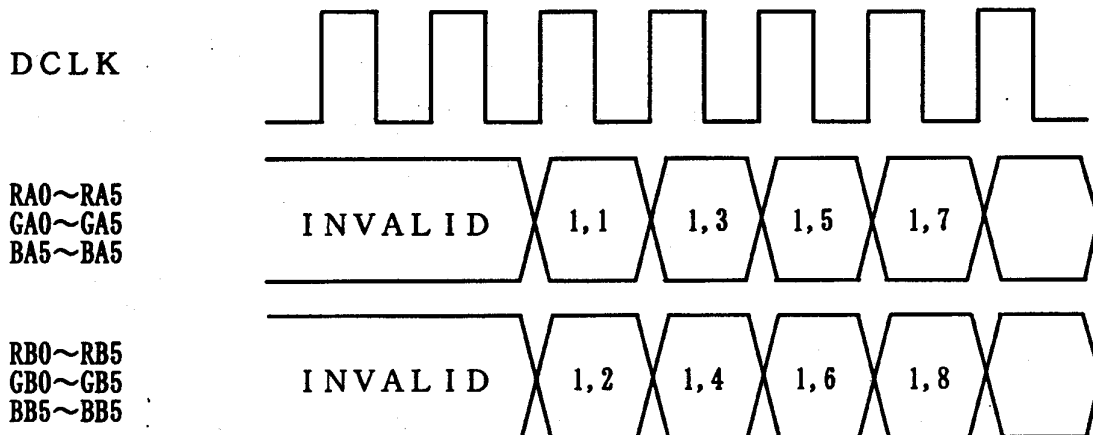 DCLK
RA0～RA5
GA0～GA5
BA5～BA5
INVALID 1,1 1,3 1,5 1,7
RB0～RB5
GB0～GB5
BB5～BB5
INVALID 1,2 1,4 1,6 1,8